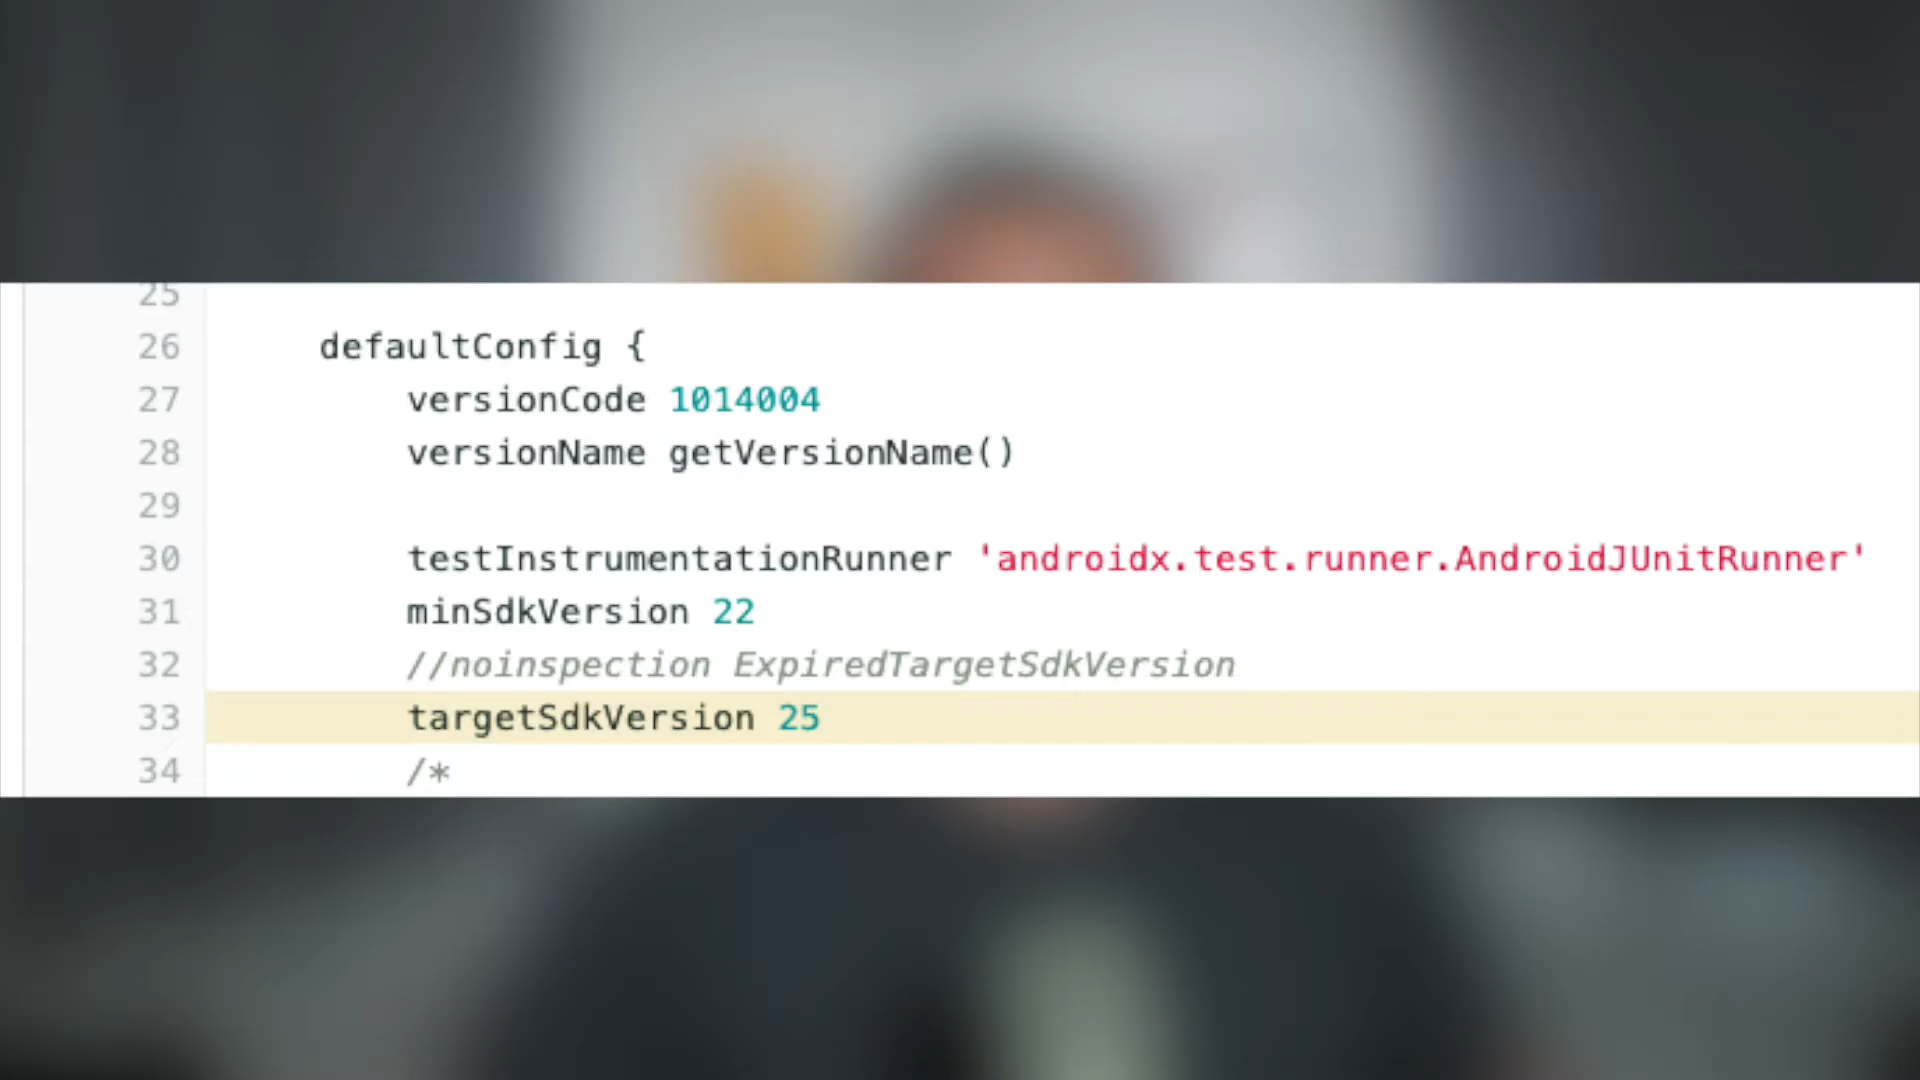 25
26 defaultConfig {
27 versionCode 1014004
28 versionName getVersionName()
29
30 testInstrumentationRunner 'androidx.test.runner.AndroidJUnitRunner'
31 minSdkVersion 22
32 //noinspection ExpiredTargetSdkVersion
33 targetSdkVersion 25
34 /*